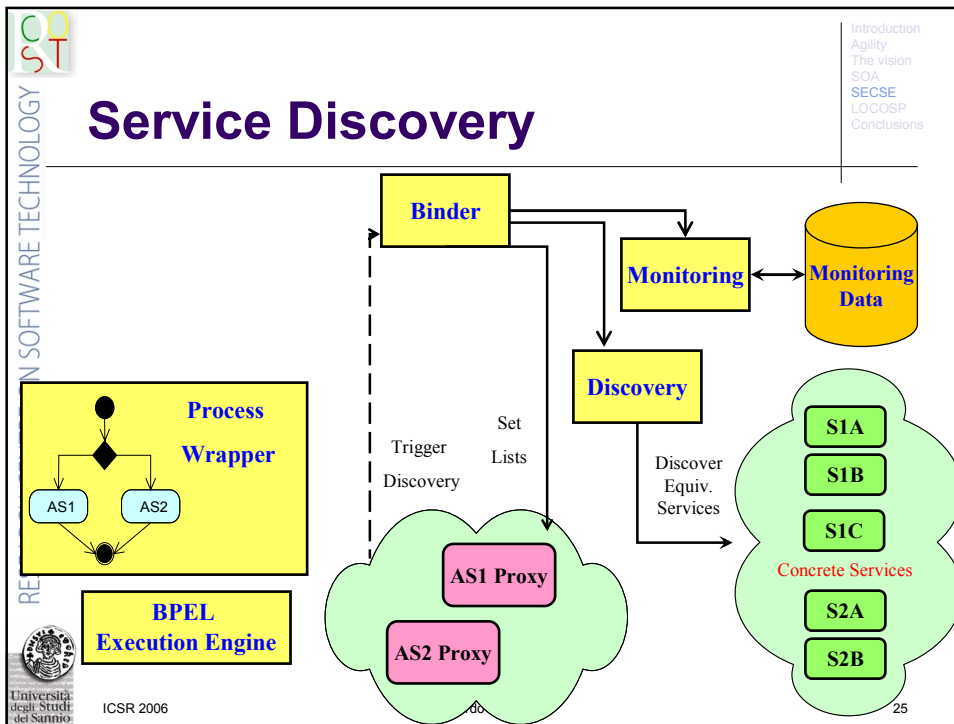 RCOST
Introduction
Agility
The vision
SOA
SECSE
LOCOSP
Conclusions
Service Discovery
SOFTWARE TECHNOLOGY
Binder
Monitoring
Monitoring
Data
Discovery
Process
Wrapper
AS1
AS2
Trigger
Discovery
Set
Lists
Discover
Equiv.
Services
S1A
S1B
S1C
Concrete Services
S2A
S2B
AS1 Proxy
AS2 Proxy
BPEL
Execution Engine
Università
degli Studi
del Sannio
ICSR 2006
25